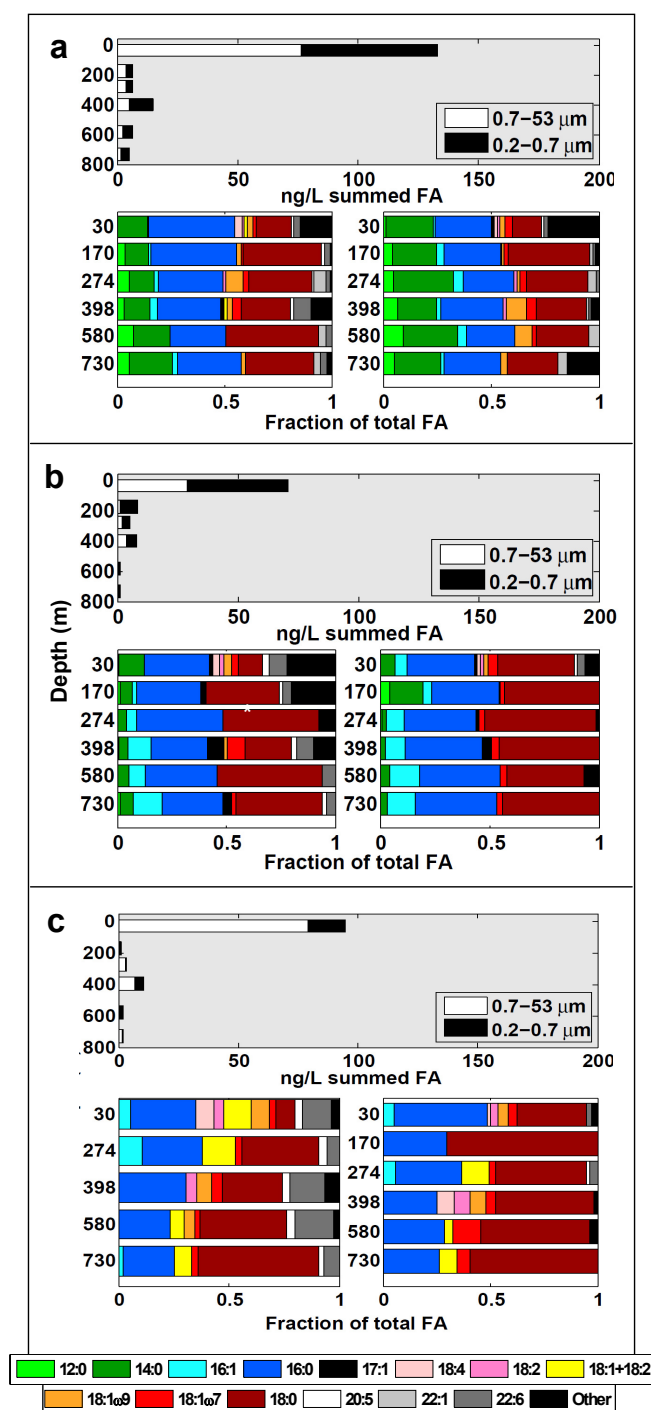 a
0
200
400
600
800
0.7–53 μm
0.2–0.7 μm
0 50 100 150 200
ng/L summed FA
30
170
274
398
580
730
0 0.5 1 0 0.5 1
Fraction of total FA
b
0
200
400
600
800
0.7–53 μm
0.2–0.7 μm
0 50 100 150 200
ng/L summed FA
Depth (m)
30 30
170 170
274 * 274
398 398
580 580
730 730
0 0.5 1 0 0.5 1
Fraction of total FA
c
0
200
400
600
800
0.7–53 μm
0.2–0.7 μm
0 50 100 150 200
ng/L summed FA
30 30
170
274 274
398 398
580 580
730 730
0 0.5 1 0 0.5 1
Fraction of total FA
12:0 14:0 16:1 16:0 17:1 18:4 18:2 18:1+18:2
18:1ω9 18:1ω7 18:0 20:5 22:1 22:6 Other